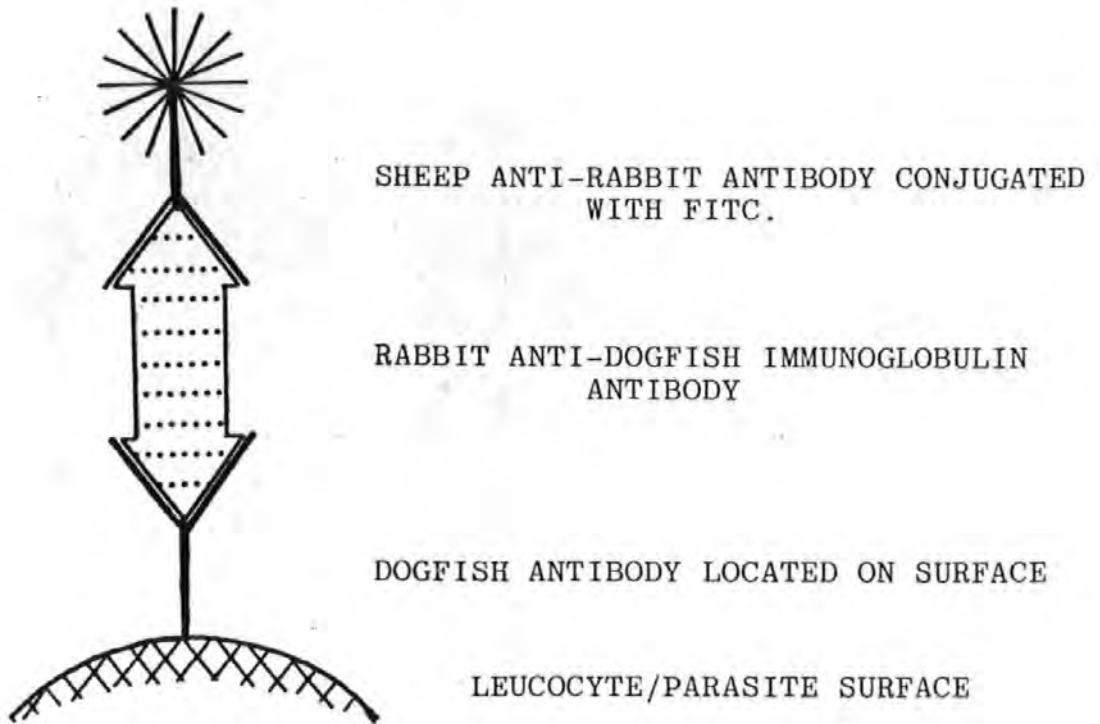 SHEEP ANTI-RABBIT ANTIBODY CONJUGATED
WITH FITC.
RABBIT ANTI-DOGFISH IMMUNOGLOBULIN
ANTIBODY
DOGFISH ANTIBODY LOCATED ON SURFACE
LEUCOCYTE/PARASITE SURFACE